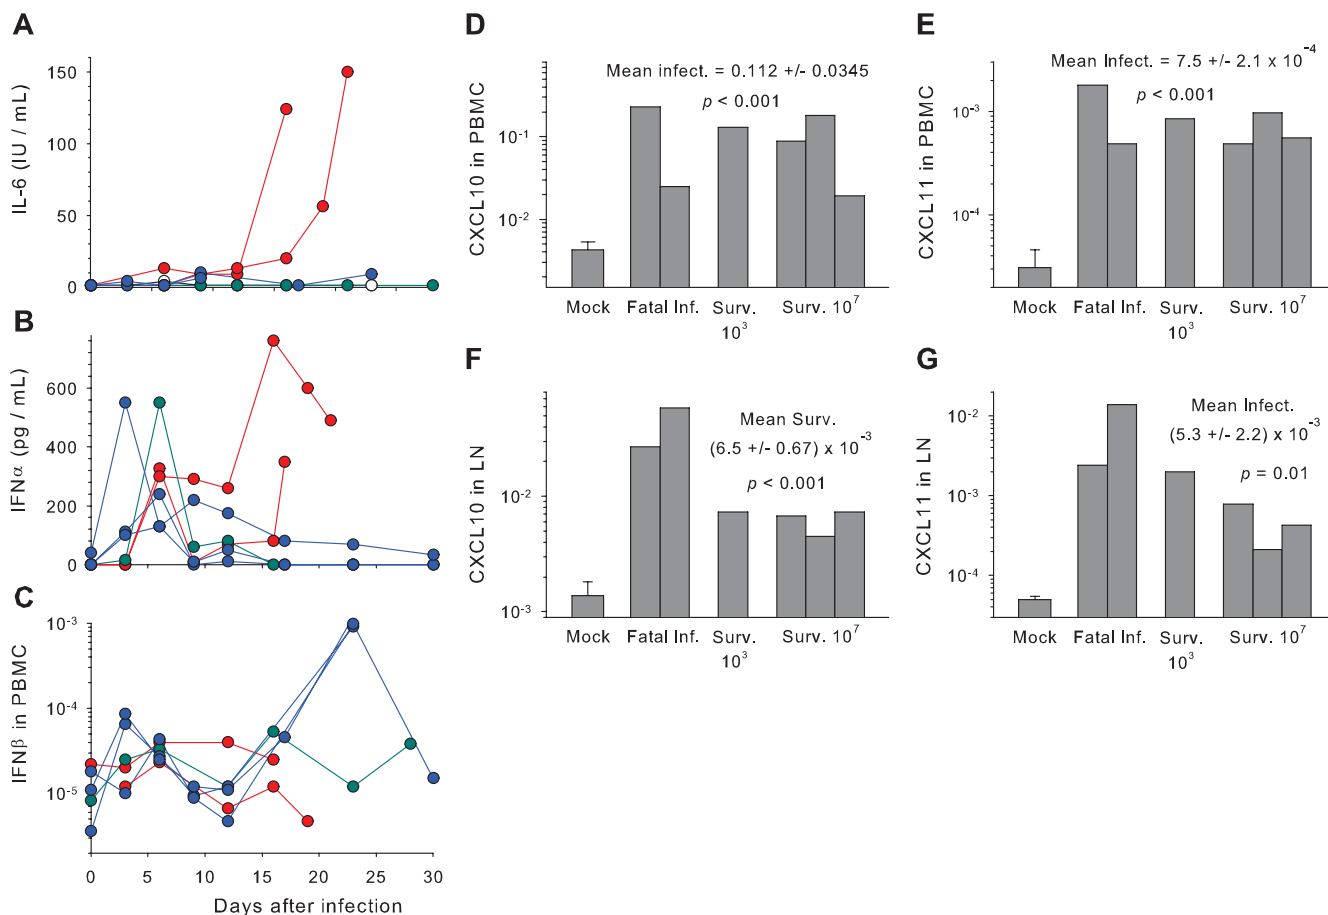 A
IL-6 (IU / mL)
150
100
50
0
B
IFNα (pg / mL)
600
400
200
0
C
IFNβ in PBMC
10⁻³
10⁻⁴
10⁻⁵
0 5 10 15 20 25 30
Days after infection
D
CXCL10 in PBMC
Mean infect. = 0.112 +/- 0.0345
p < 0.001
10⁰
10⁻¹
10⁻²
Mock Fatal Inf. Surv. Surv. 10⁷
10³
E
CXCL11 in PBMC
Mean Infect. = 7.5 +/- 2.1 x 10⁻⁴
p < 0.001
10⁻³
10⁻⁴
Mock Fatal Inf. Surv. Surv. 10⁷
10³
F
CXCL10 in LN
Mean Surv.
(6.5 +/- 0.67) x 10⁻³
p < 0.001
10⁻²
10⁻³
Mock Fatal Inf. Surv. Surv. 10⁷
10³
G
CXCL11 in LN
Mean Infect.
(5.3 +/- 2.2) x 10⁻³
p = 0.01
10⁻²
10⁻³
10⁻⁴
Mock Fatal Inf. Surv. Surv. 10⁷
10³